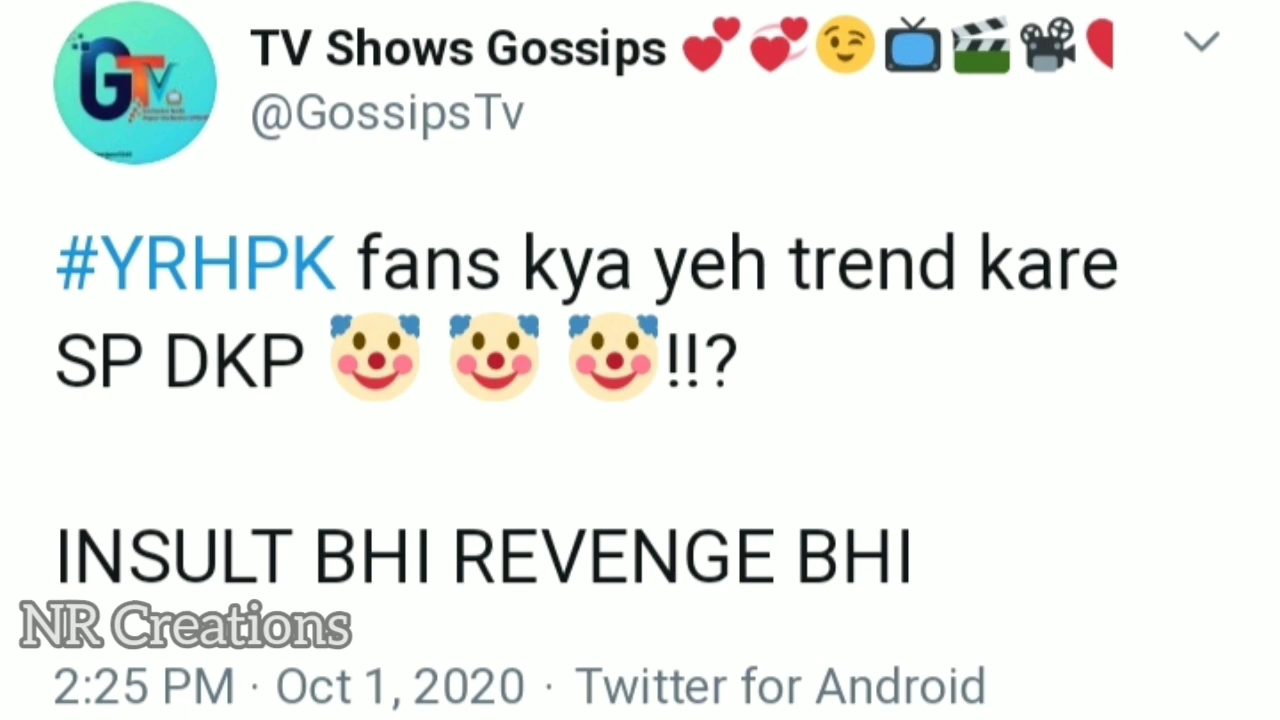 TV Shows Gossips 💕💞😉📺🎬🎥
@GossipsTv
#YRHPK fans kya yeh trend kare
SP DKP 🤡 🤡 🤡!!?
INSULT BHI REVENGE BHI
NR Creations
2:25 PM · Oct 1, 2020 · Twitter for Android